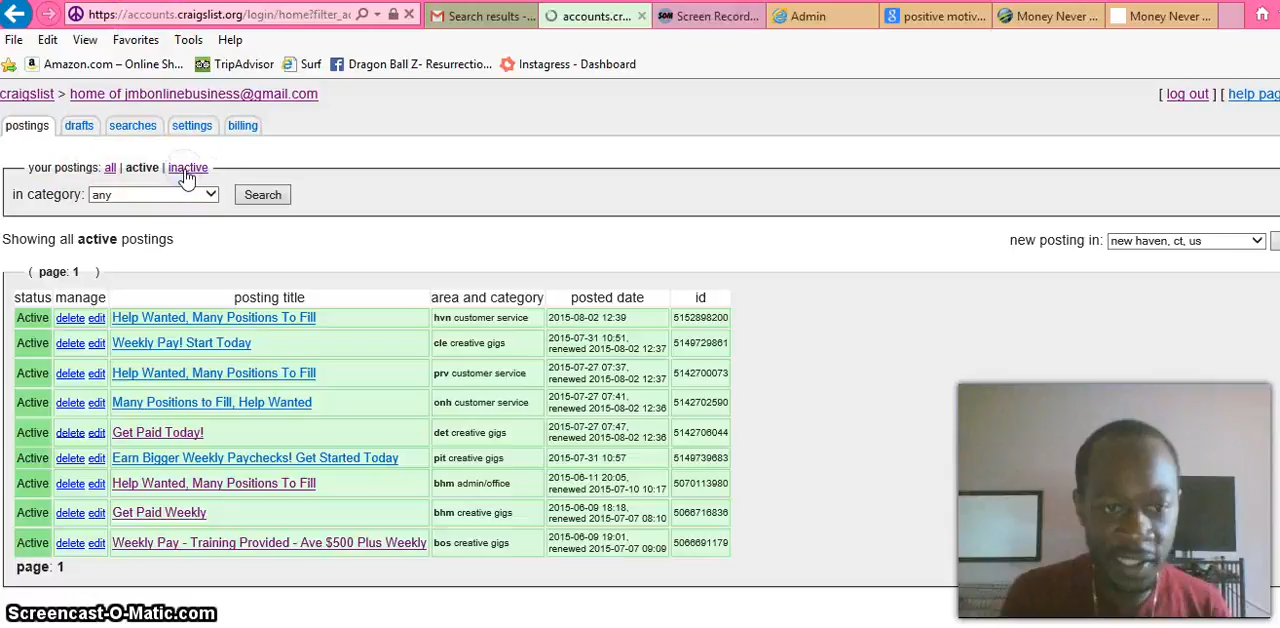 https://accounts.craigslist.org/login/home?filter_ac
Search results -...
accounts.cr...
Screen Record...
Admin
positive motiv...
Money Never ...
Money Never ...
File Edit View Favorites Tools Help
Amazon.com – Online Sh... TripAdvisor Surf Dragon Ball Z- Resurrectio... Instagress - Dashboard
craigslist > home of jmbonlinebusiness@gmail.com [ log out ] [ help pag
postings drafts searches settings billing
your postings: all | active | inactive
in category: any Search
Showing all active postings new posting in: new haven, ct, us
( page: 1 )
status manage posting title area and category posted date id
Active delete edit Help Wanted, Many Positions To Fill hvn customer service 2015-08-02 12:39 5152898200
Active delete edit Weekly Pay! Start Today cle creative gigs 2015-07-31 10:51, renewed 2015-08-02 12:37 5149729861
Active delete edit Help Wanted, Many Positions To Fill prv customer service 2015-07-27 07:37, renewed 2015-08-02 12:37 5142700073
Active delete edit Many Positions to Fill, Help Wanted onh customer service 2015-07-27 07:41, renewed 2015-08-02 12:36 5142702590
Active delete edit Get Paid Today! det creative gigs 2015-07-27 07:47, renewed 2015-08-02 12:36 5142706044
Active delete edit Earn Bigger Weekly Paychecks! Get Started Today pit creative gigs 2015-07-31 10:57 5149739683
Active delete edit Help Wanted, Many Positions To Fill bhm admin/office 2015-06-11 20:05, renewed 2015-07-10 10:17 5070113980
Active delete edit Get Paid Weekly bhm creative gigs 2015-06-09 18:18, renewed 2015-07-07 08:10 5066716836
Active delete edit Weekly Pay - Training Provided - Ave $500 Plus Weekly bos creative gigs 2015-06-09 19:01, renewed 2015-07-07 09:09 5066691179
page: 1
Screencast-O-Matic.com